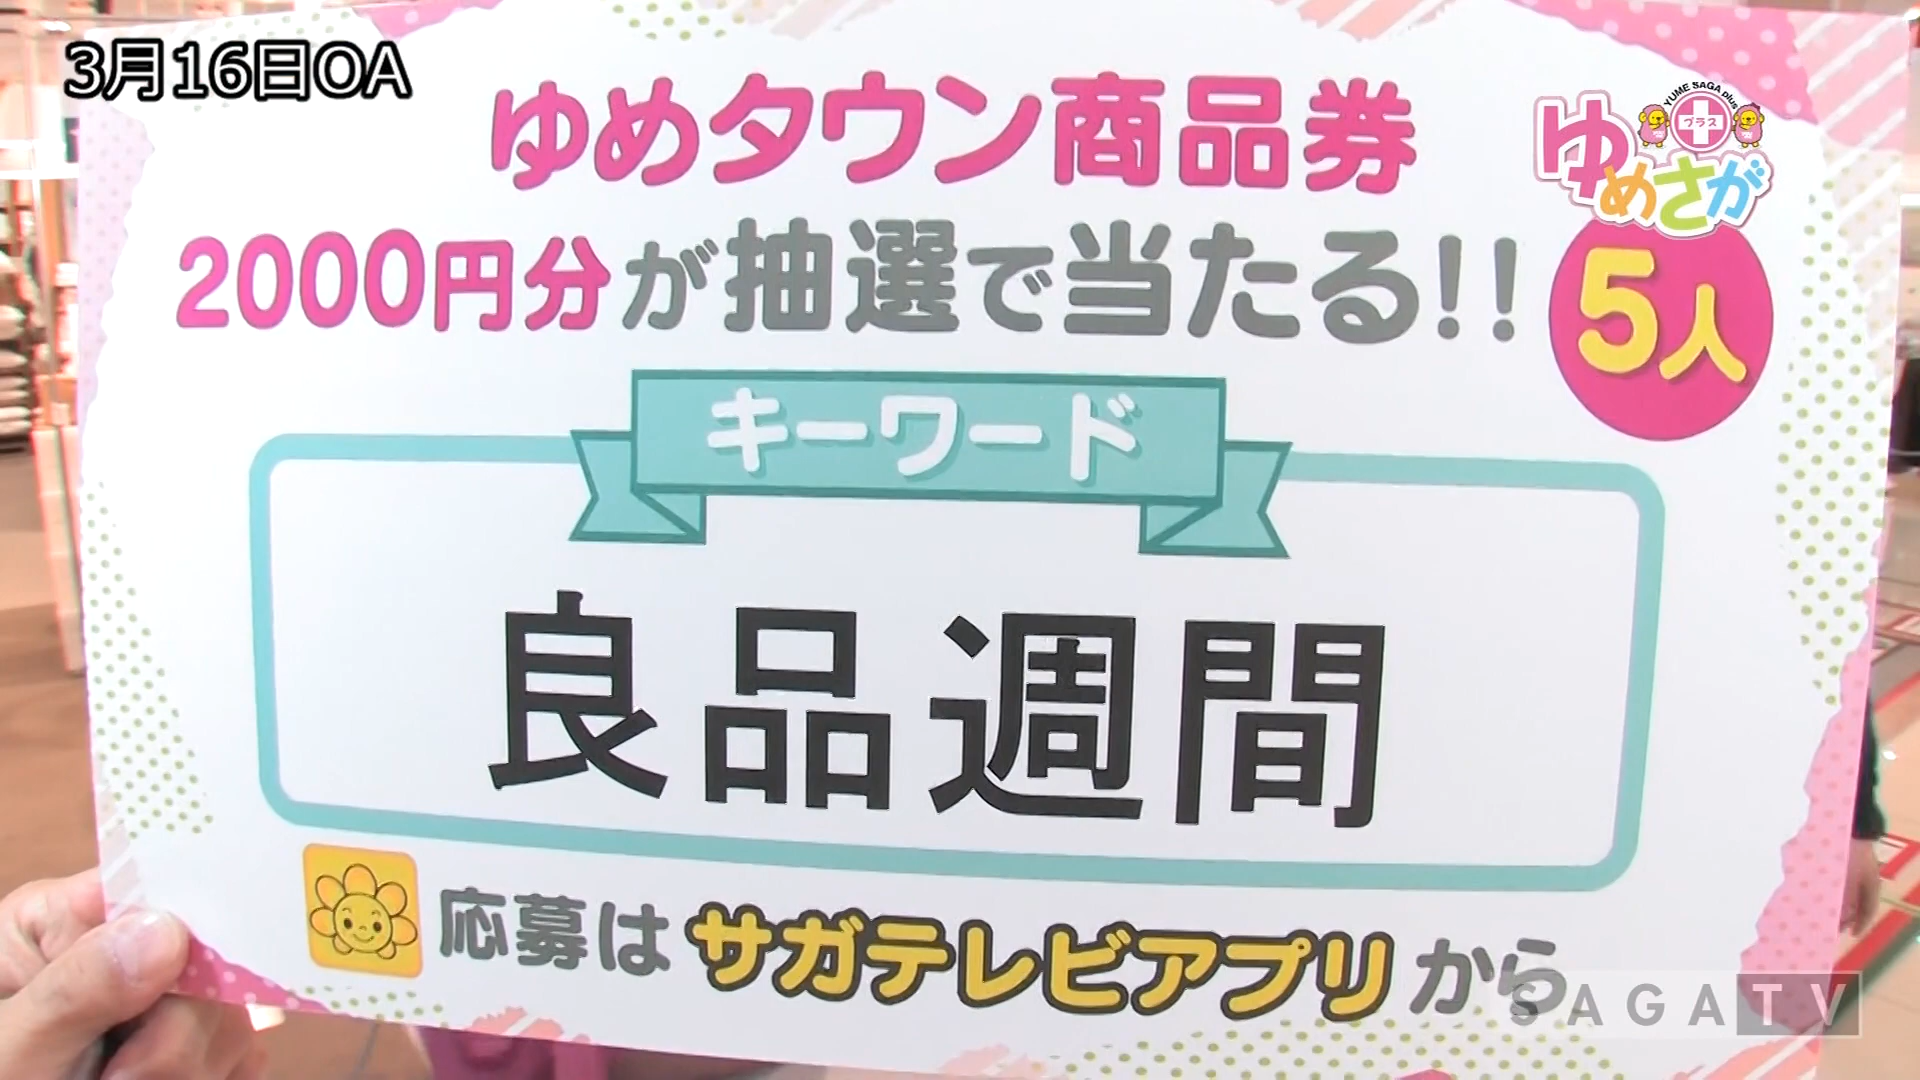 3月16日OA
ゆめタウン商品券
YUME SAGA plus
プラス
ゆめさが
2000円分が抽選で当たる!!
5人
キーワード
良品週間
応募はサガテレビアプリから
SAGATV